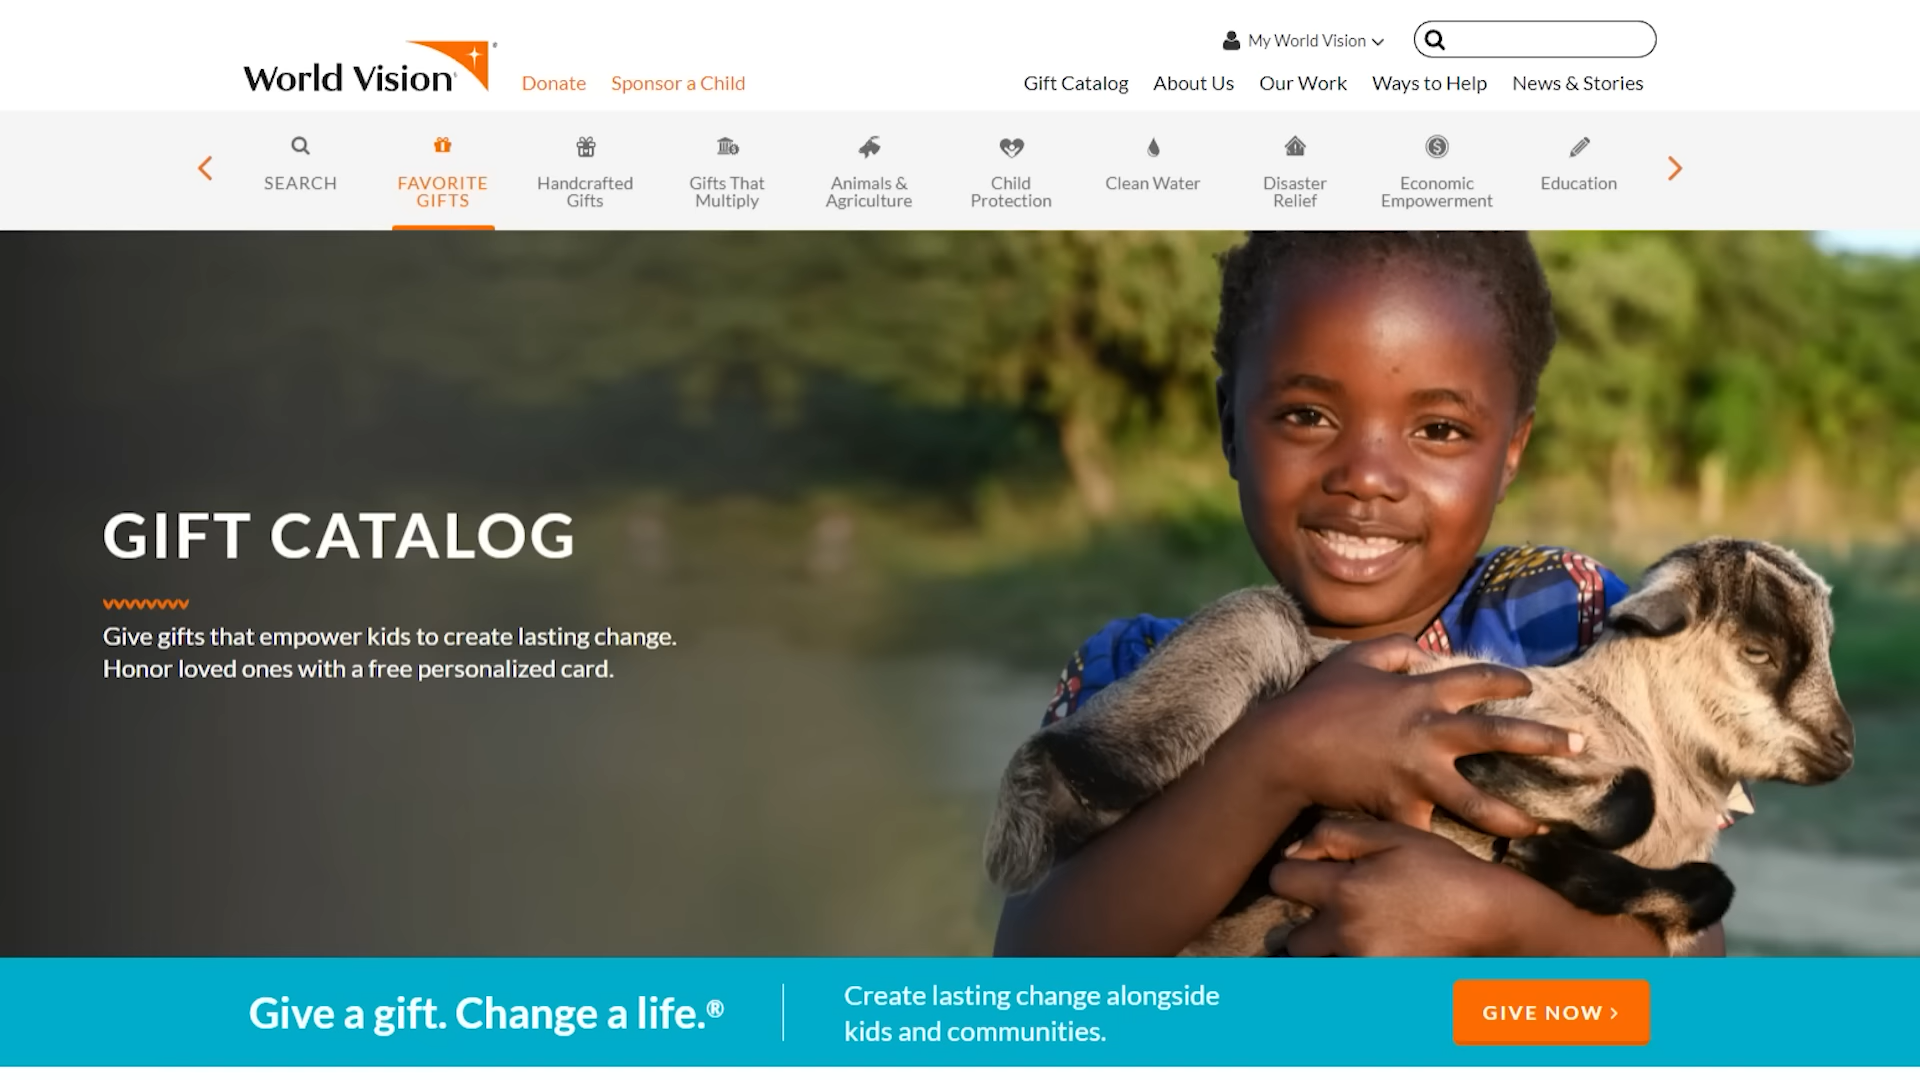 My World Vision
World Vision®
Donate
Sponsor a Child
Gift Catalog
About Us
Our Work
Ways to Help
News & Stories
SEARCH
FAVORITE
GIFTS
Handcrafted
Gifts
Gifts That
Multiply
Animals &
Agriculture
Child
Protection
Clean Water
Disaster
Relief
Economic
Empowerment
Education
GIFT CATALOG
Give gifts that empower kids to create lasting change.
Honor loved ones with a free personalized card.
Give a gift. Change a life.®
Create lasting change alongside
kids and communities.
GIVE NOW ›